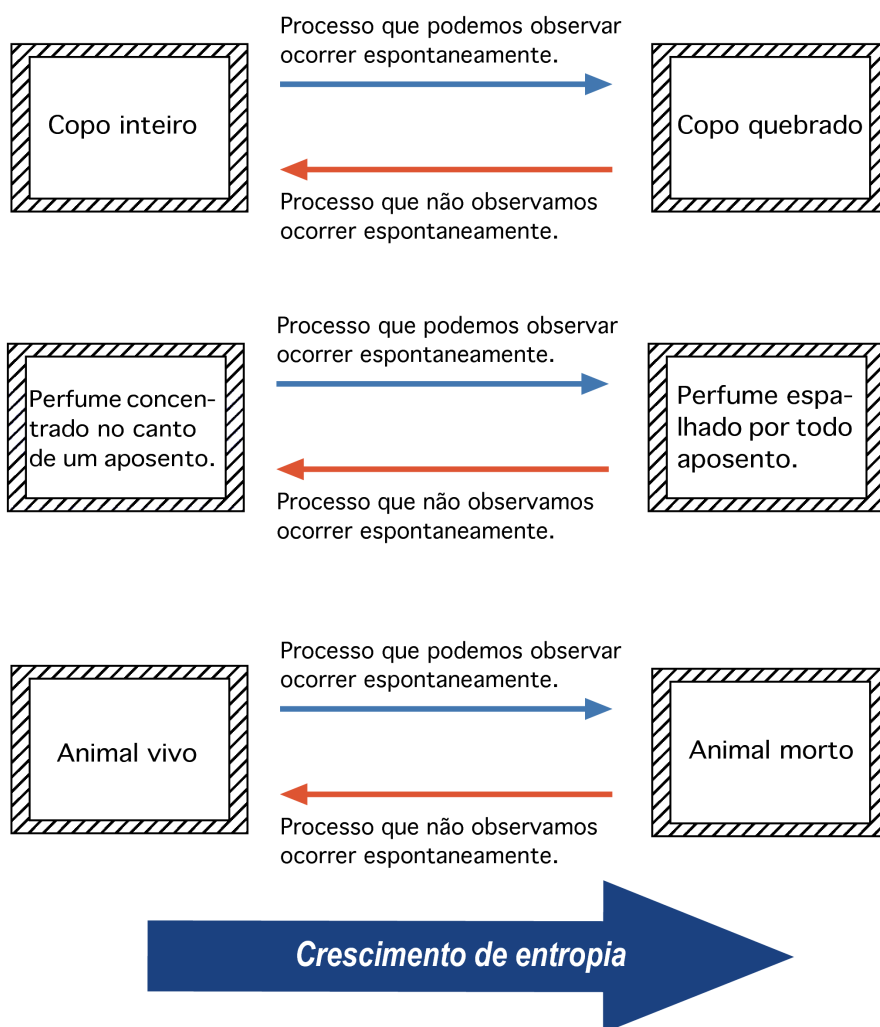 Processo que podemos observar
ocorrer espontaneamente.
Copo inteiro
Copo quebrado
Processo que não observamos
ocorrer espontaneamente.
Processo que podemos observar
ocorrer espontaneamente.
Perfume concen-
trado no canto
de um aposento.
Perfume espa-
lhado por todo
aposento.
Processo que não observamos
ocorrer espontaneamente.
Processo que podemos observar
ocorrer espontaneamente.
Animal vivo
Animal morto
Processo que não observamos
ocorrer espontaneamente.
Crescimento de entropia